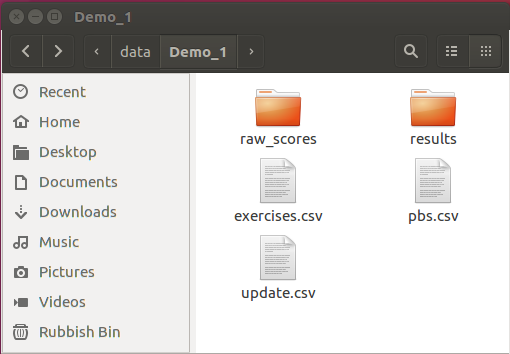 Demo_1
data Demo_1
Recent
Home
Desktop
Documents
Downloads
Music
Pictures
Videos
Rubbish Bin
raw_scores results
exercises.csv pbs.csv
update.csv